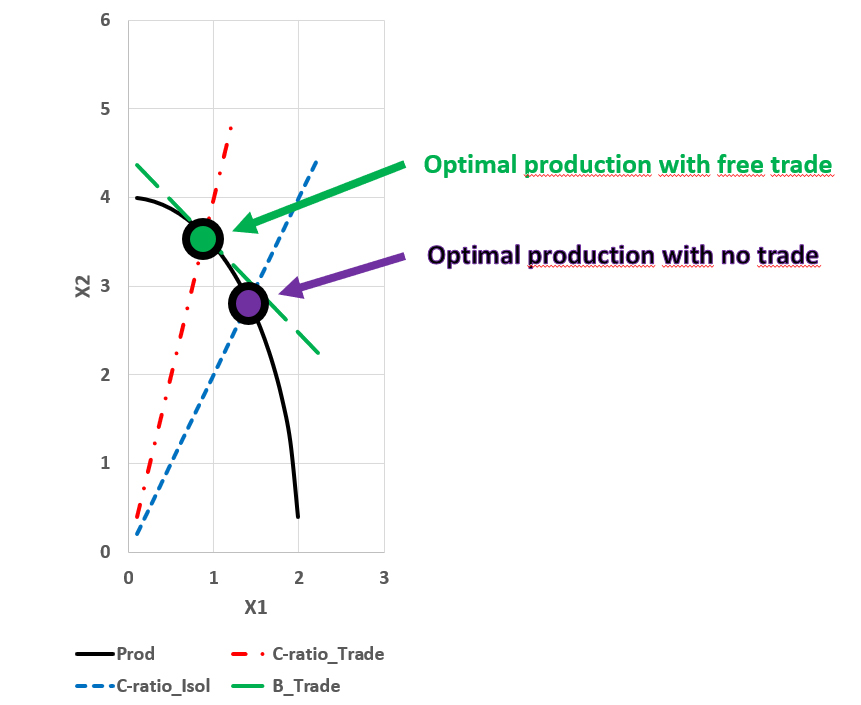 6
5
Optimal production with free trade
4
Optimal production with no trade
3
X2
2
1
0
0 1 2 3
X1
Prod C-ratio_Trade
C-ratio_Isol B_Trade